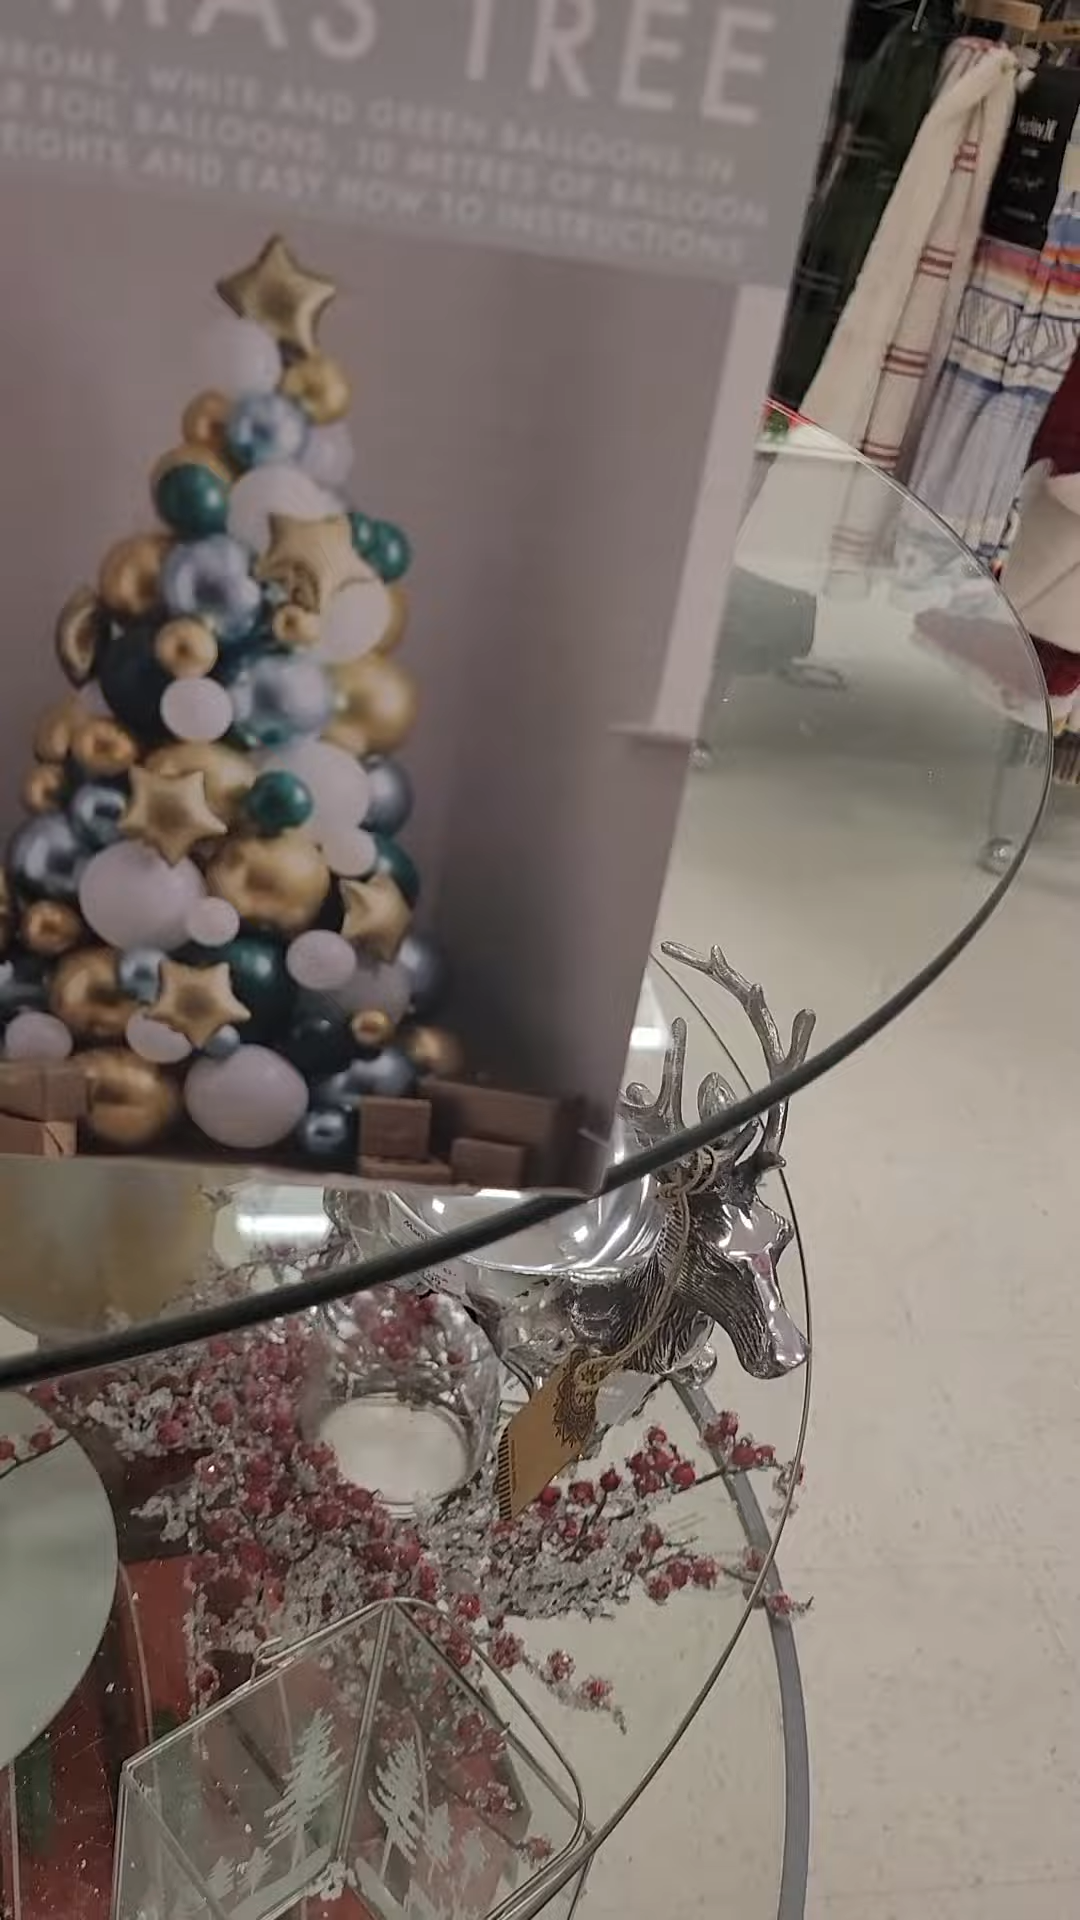 MAS TREE
ROME, WHITE AND GREEN BALLOONS IN
R FOIL BALLOONS, 10 METRES OF BALLOON
EIGHTS AND EASY HOW TO INSTRUCTIONS